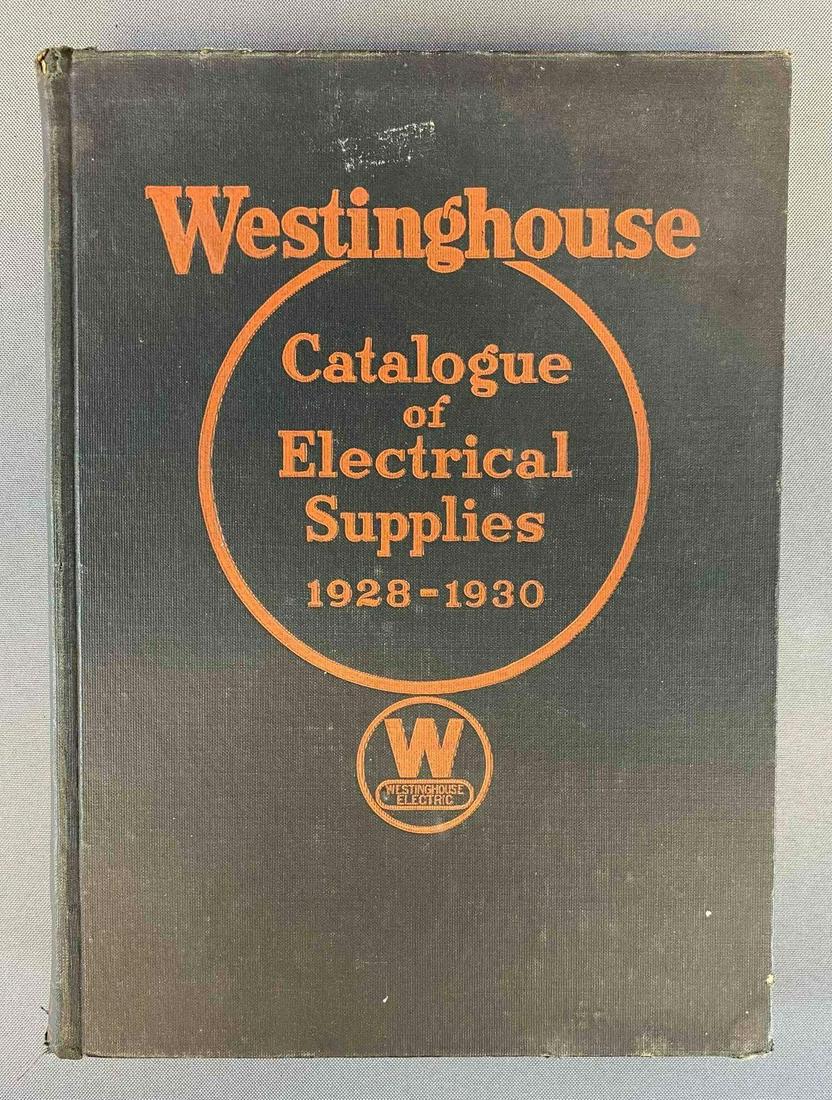 Westinghouse
Catalogue
of
Electrical
Supplies
1928-1930
W
WESTINGHOUSE
ELECTRIC